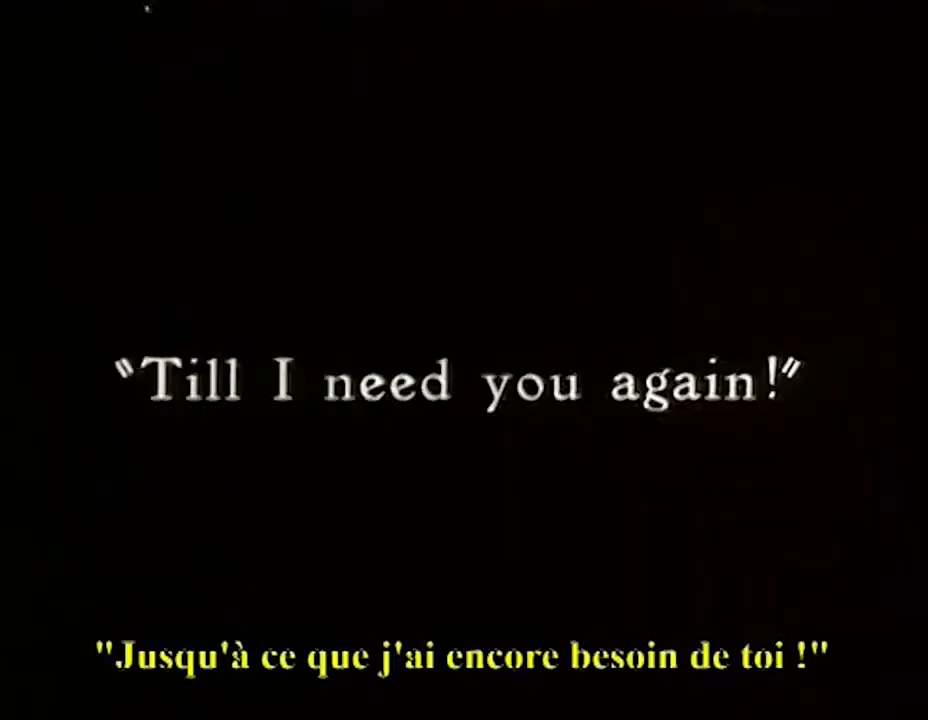 “Till I need you again!”
"Jusqu'à ce que j'ai encore besoin de toi !"